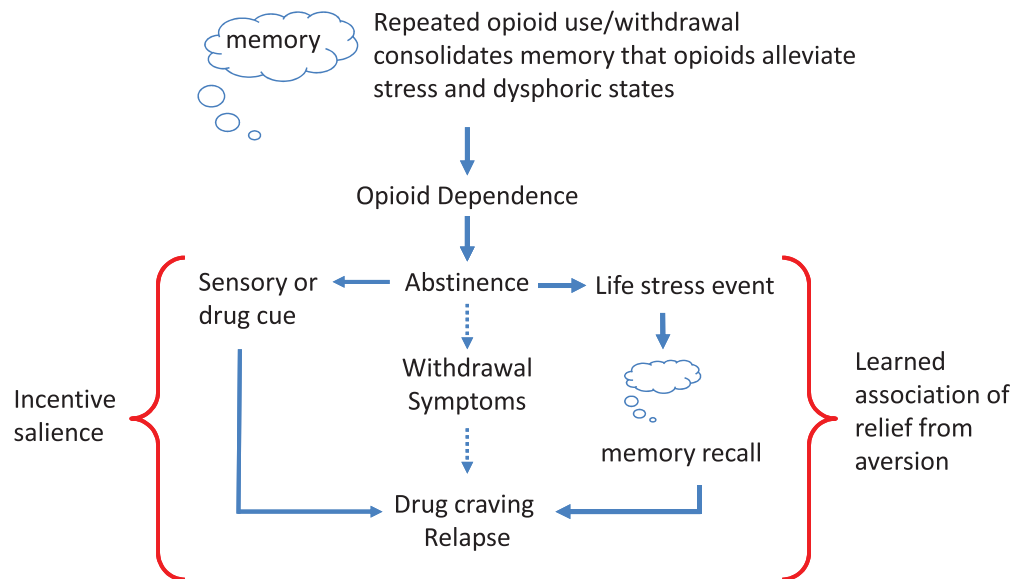 memory
Repeated opioid use/withdrawal
consolidates memory that opioids alleviate
stress and dysphoric states
Opioid Dependence
Sensory or
drug cue
Abstinence
Life stress event
Withdrawal
Symptoms
Incentive
salience
Learned
association of
relief from
aversion
memory recall
Drug craving
Relapse